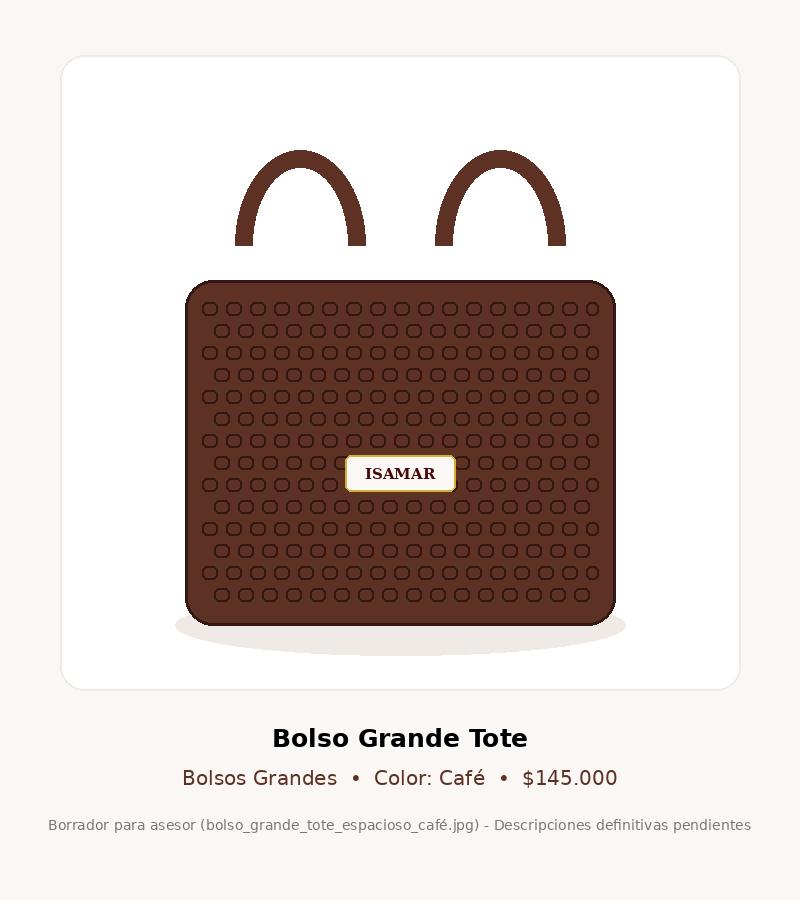 ISAMAR
Bolso Grande Tote
Bolsos Grandes • Color: Café • $145.000
Borrador para asesor (bolso_grande_tote_espacioso_café.jpg) - Descripciones definitivas pendientes